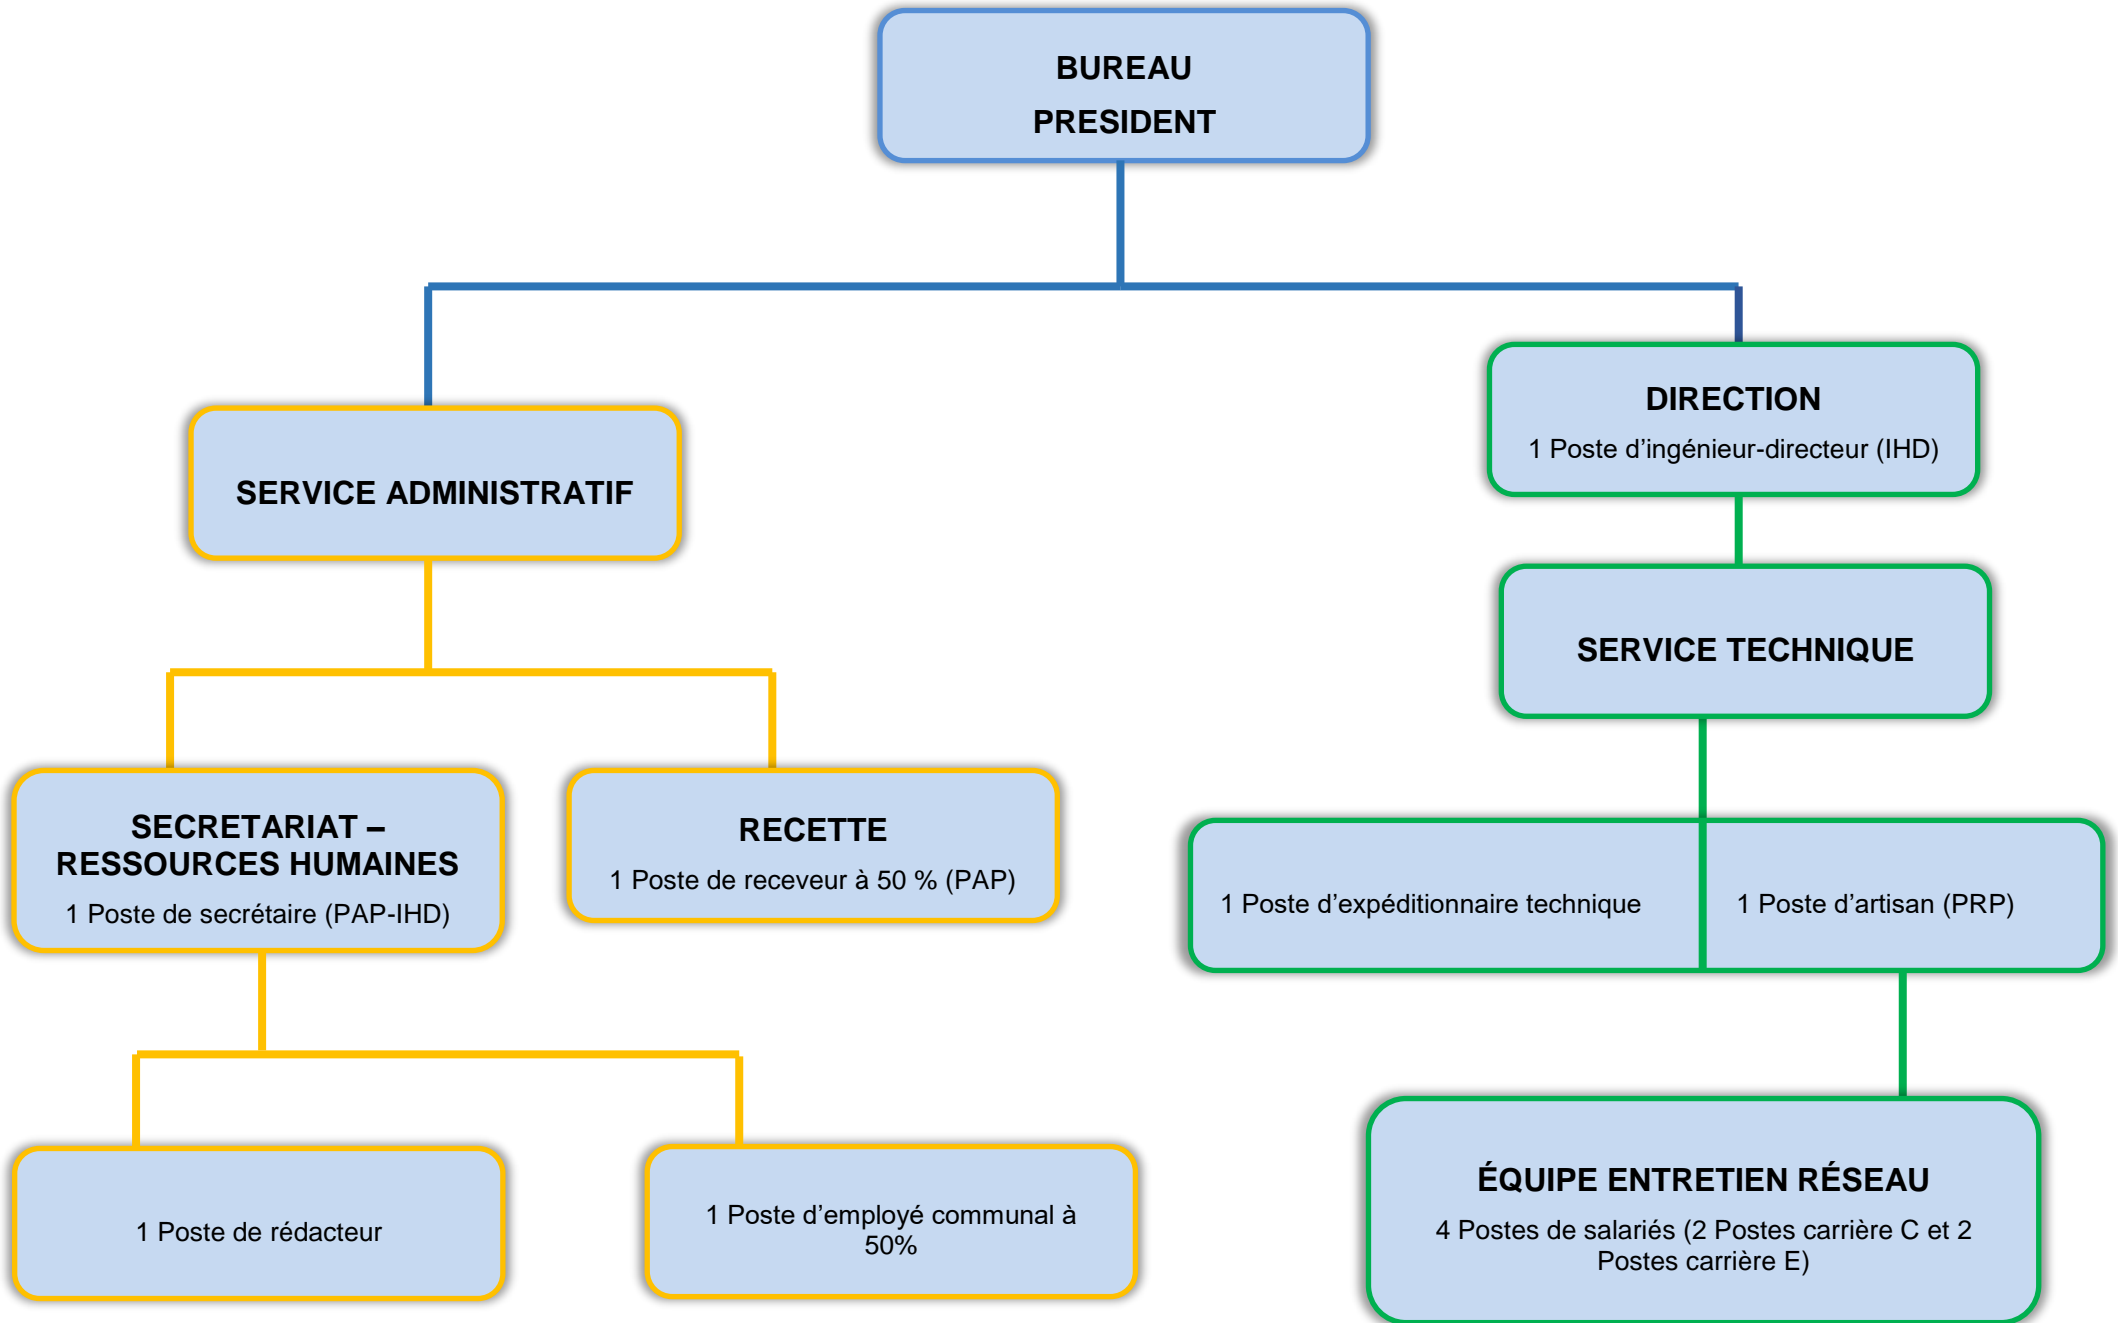 BUREAU
PRESIDENT
DIRECTION
1 Poste d’ingénieur-directeur (IHD)
SERVICE ADMINISTRATIF
SERVICE TECHNIQUE
SECRETARIAT –
RESSOURCES HUMAINES
1 Poste de secrétaire (PAP-IHD)
RECETTE
1 Poste de receveur à 50 % (PAP)
1 Poste d’expéditionnaire technique
1 Poste d’artisan (PRP)
1 Poste de rédacteur
1 Poste d’employé communal à
50%
ÉQUIPE ENTRETIEN RÉSEAU
4 Postes de salariés (2 Postes carrière C et 2
Postes carrière E)